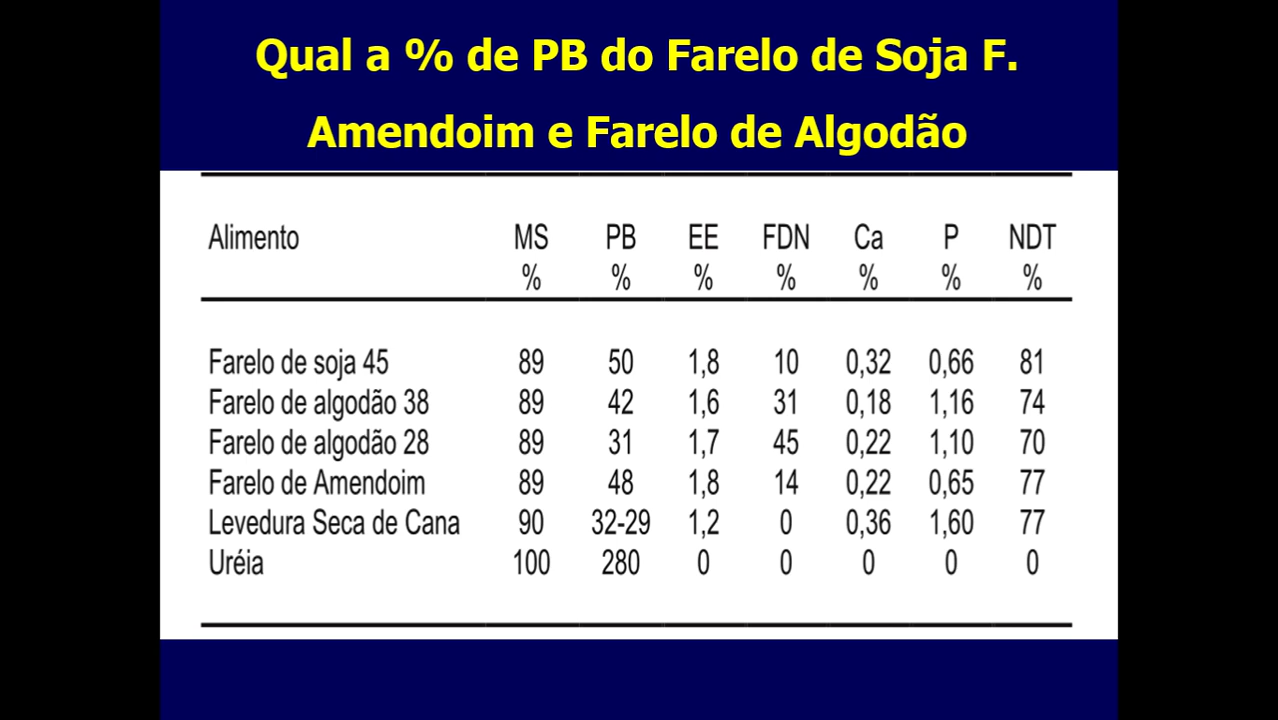 Qual a % de PB do Farelo de Soja F.
Amendoim e Farelo de Algodão
Alimento MS PB EE FDN Ca P NDT
% % % % % % %
Farelo de soja 45 89 50 1,8 10 0,32 0,66 81
Farelo de algodão 38 89 42 1,6 31 0,18 1,16 74
Farelo de algodão 28 89 31 1,7 45 0,22 1,10 70
Farelo de Amendoim 89 48 1,8 14 0,22 0,65 77
Levedura Seca de Cana 90 32-29 1,2 0 0,36 1,60 77
Uréia 100 280 0 0 0 0 0